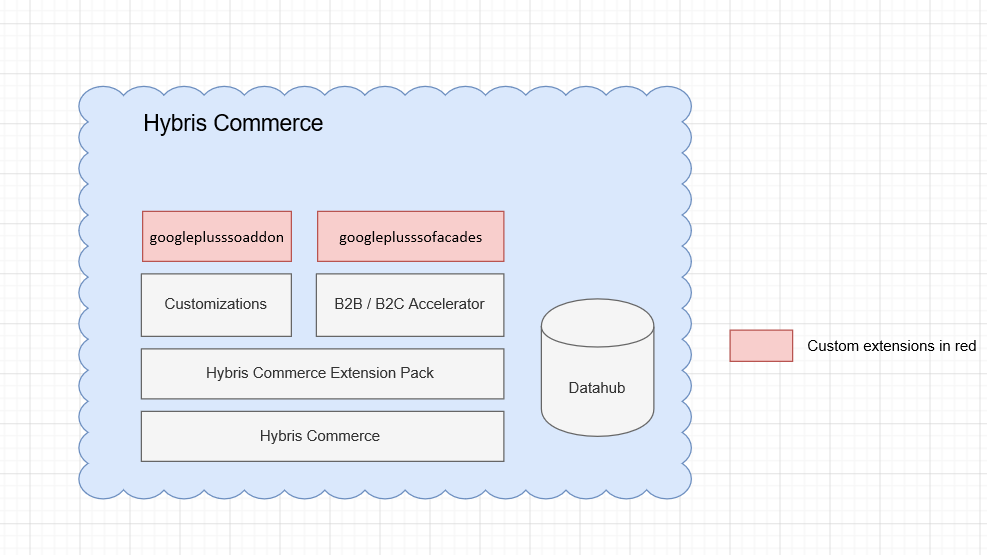 Hybris Commerce
googleplusssoaddon
googleplusssofacades
Customizations
B2B / B2C Accelerator
Hybris Commerce Extension Pack
Hybris Commerce
Datahub
Custom extensions in red